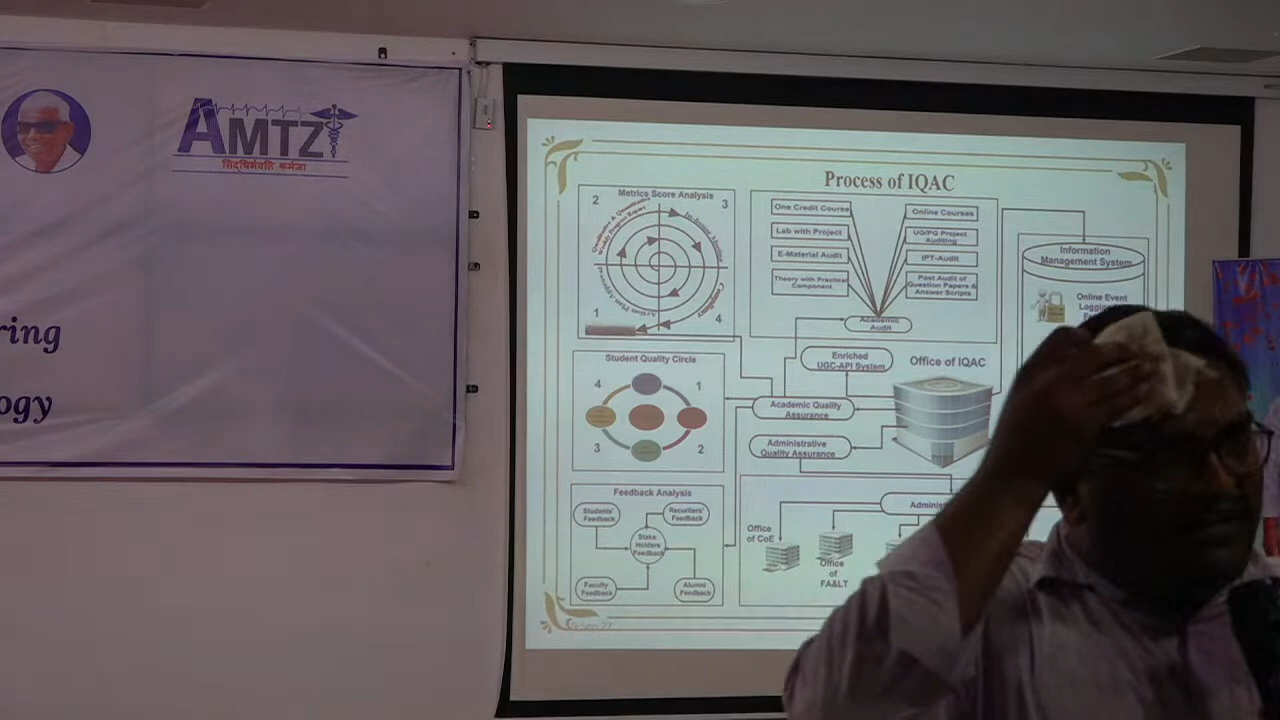 AMTZ
सिद्धिर्भवति कर्मजा
ring
ogy
Process of IQAC
Metrics Score Analysis
2
3
1
4
One Credit Course
Lab with Project
E-Material Audit
Theory with Practical
Component
Online Courses
UG/PG Project
Auditing
IPT-Audit
Post Audit of
Question Papers &
Answer Scripts
Academic
Audit
Information
Management System
Online Event
Student Quality Circle
4
1
3
2
Enriched
UGC-API System
Office of IQAC
Academic Quality
Assurance
Administrative
Quality Assurance
Feedback Analysis
Students'
Feedback
Recuriters'
Feedback
Stake
Holders
Feedback
Faculty
Feedback
Alumni
Feedback
Adminis
Office
of CoE
Office
of
FA&LT